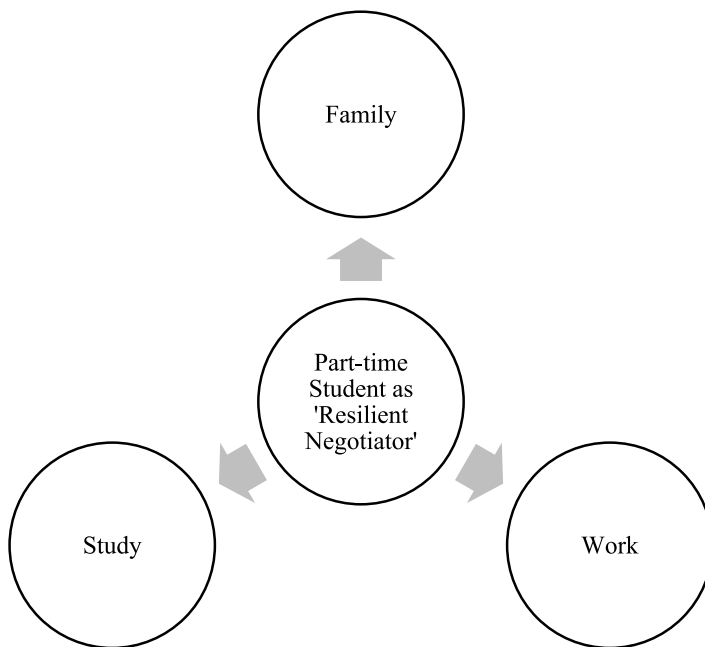 Family
Part-time
Student as
'Resilient
Negotiator'
Study
Work